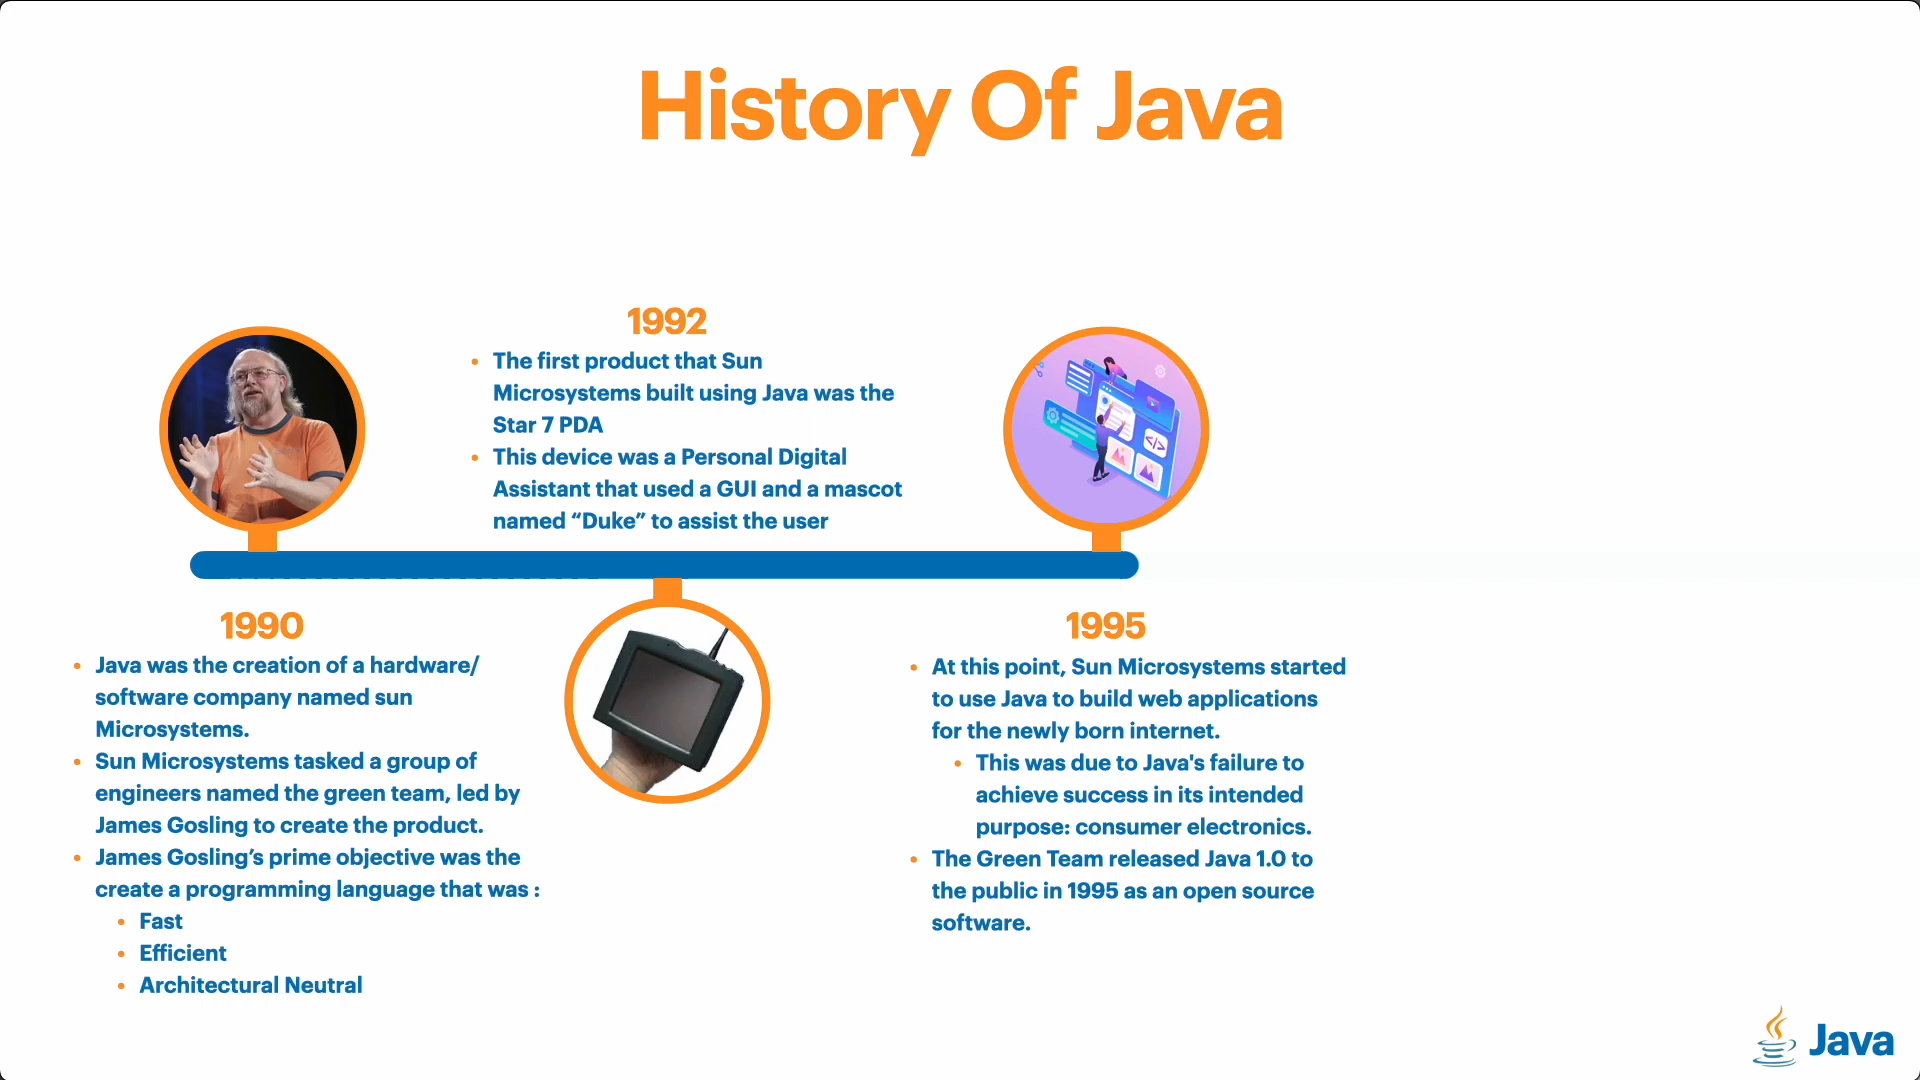 History Of Java
1990
• Java was the creation of a hardware/
software company named sun
Microsystems.
• Sun Microsystems tasked a group of
engineers named the green team, led by
James Gosling to create the product.
• James Gosling’s prime objective was the
create a programming language that was :
• Fast
• Efficient
• Architectural Neutral
1992
• The first product that Sun
Microsystems built using Java was the
Star 7 PDA
• This device was a Personal Digital
Assistant that used a GUI and a mascot
named “Duke” to assist the user
1995
• At this point, Sun Microsystems started
to use Java to build web applications
for the newly born internet.
• This was due to Java's failure to
achieve success in its intended
purpose: consumer electronics.
• The Green Team released Java 1.0 to
the public in 1995 as an open source
software.
Java